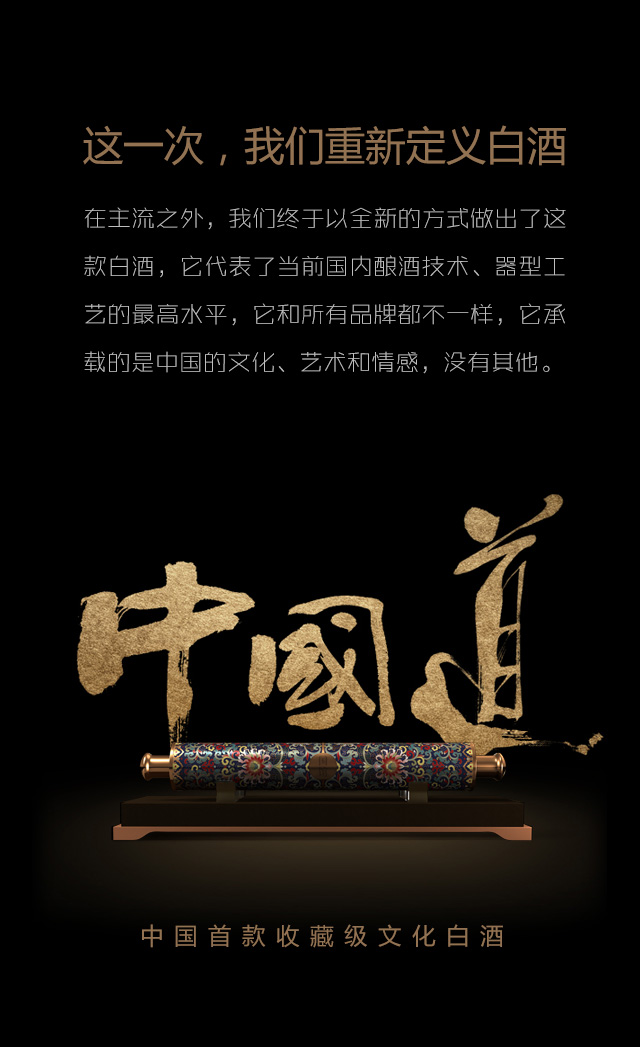 这一次，我们重新定义白酒
在主流之外，我们终于以全新的方式做出了这
款白酒，它代表了当前国内酿酒技术、器型工
艺的最高水平，它和所有品牌都不一样，它承
载的是中国的文化、艺术和情感，没有其他。
中國道
中国首款收藏级文化白酒